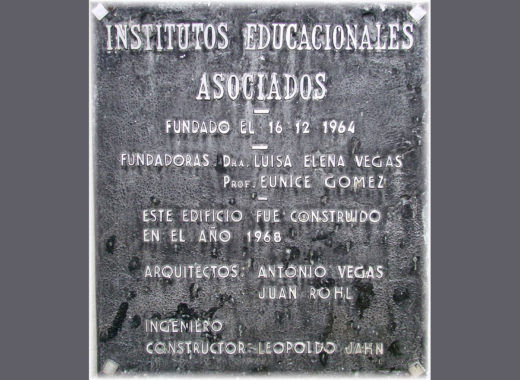 INSTITUTOS EDUCACIONALES
ASOCIADOS
FUNDADO EL 16 12 1964
FUNDADORAS: DRA. LUISA ELENA VEGAS
PROF. EUNICE GOMEZ
ESTE EDIFICIO FUE CONSTRUIDO
EN EL AÑO 1968
ARQUITECTOS: ANTONIO VEGAS
JUAN ROHL
INGENIERO
CONSTRUCTOR: LEOPOLDO JAHN